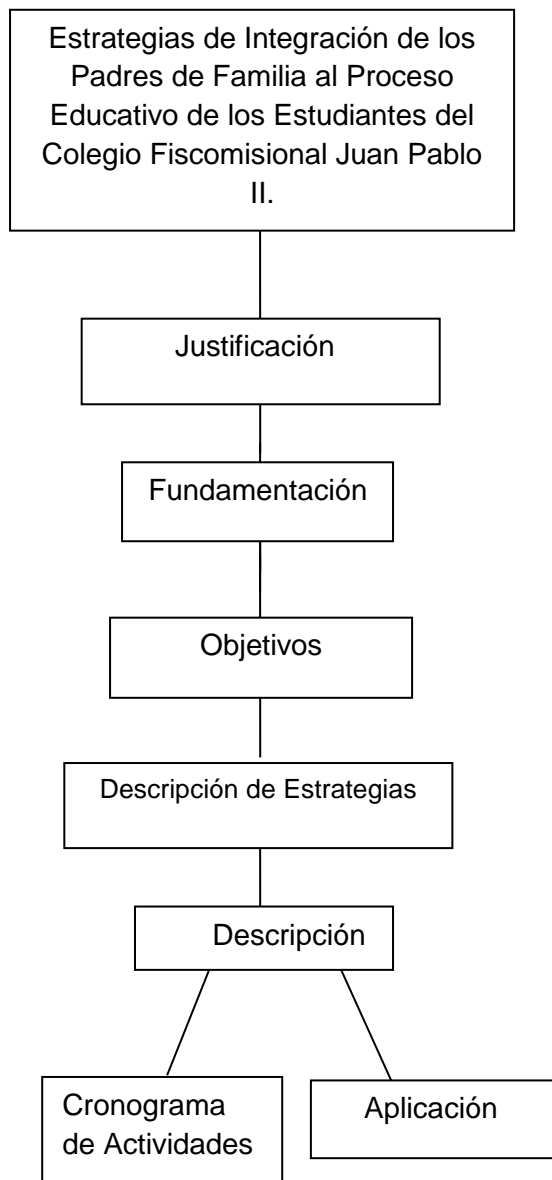 Estrategias de Integración de los
Padres de Familia al Proceso
Educativo de los Estudiantes del
Colegio Fiscomisional Juan Pablo
II.
Justificación
Fundamentación
Objetivos
Descripción de Estrategias
Descripción
Cronograma
de Actividades
Aplicación